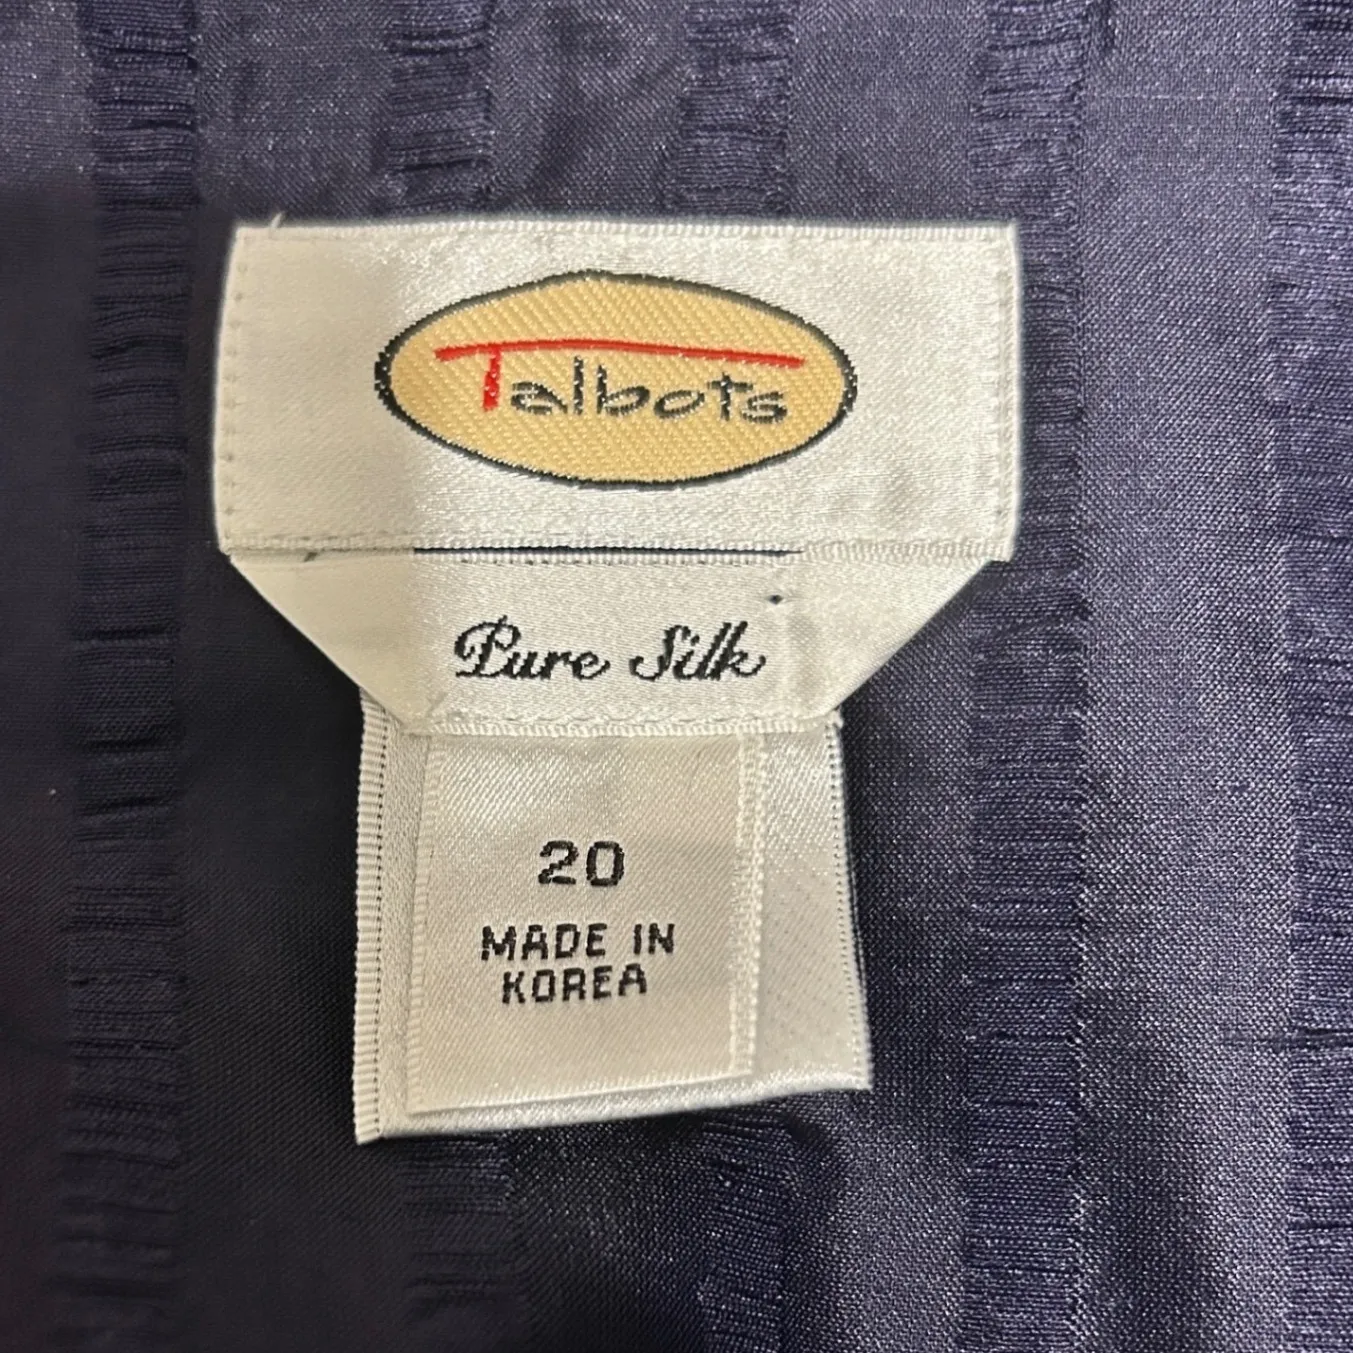 Talbots
Pure Silk
20
MADE IN
KOREA